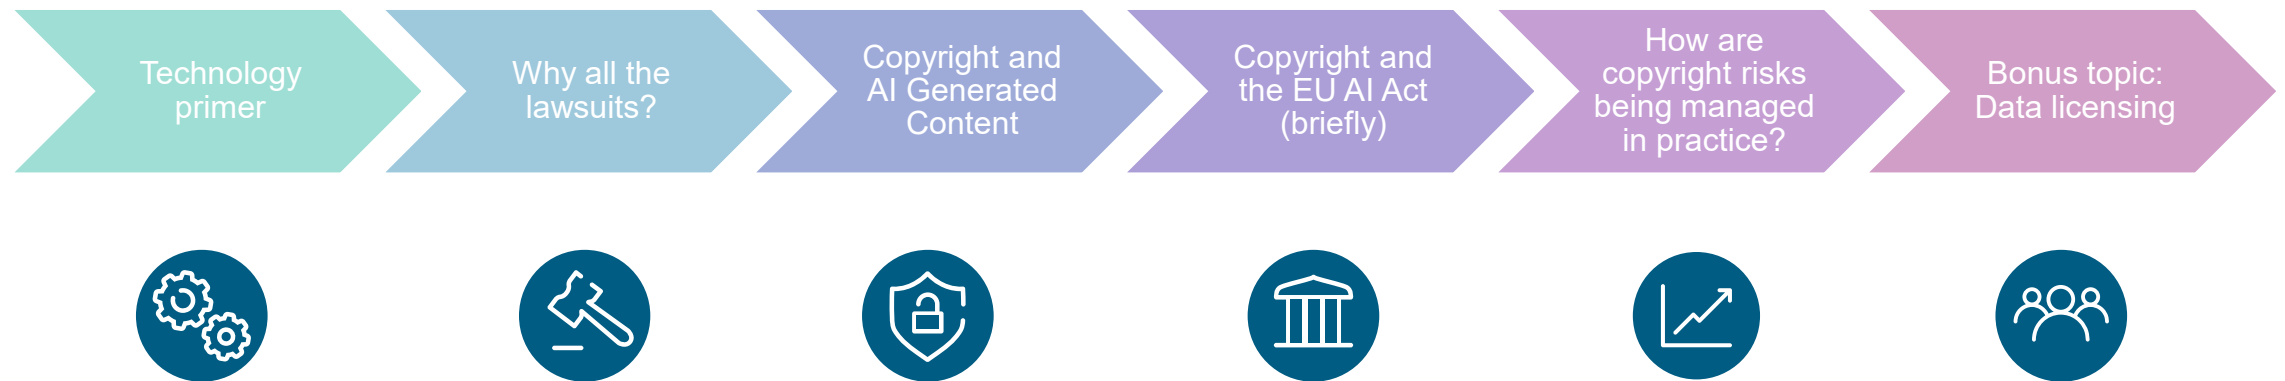 Technology
primer
Why all the
lawsuits?
Copyright and
AI Generated
Content
Copyright and
the EU AI Act
(briefly)
How are
copyright risks
being managed
in practice?
Bonus topic:
Data licensing